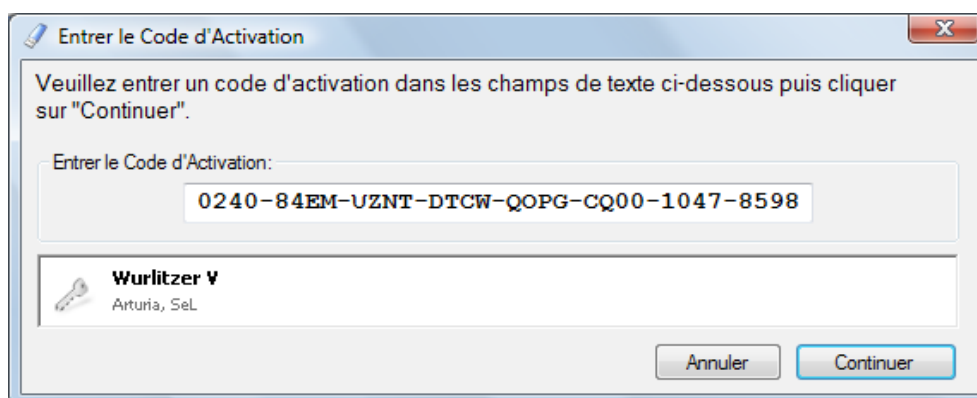 Entrer le Code d'Activation
Veuillez entrer un code d'activation dans les champs de texte ci-dessous puis cliquer
sur "Continuer".
Entrer le Code d'Activation:
0240-84EM-UZNT-DTCW-QOPG-CQ00-1047-8598
Wurlitzer V
Arturia, SeL
Annuler
Continuer